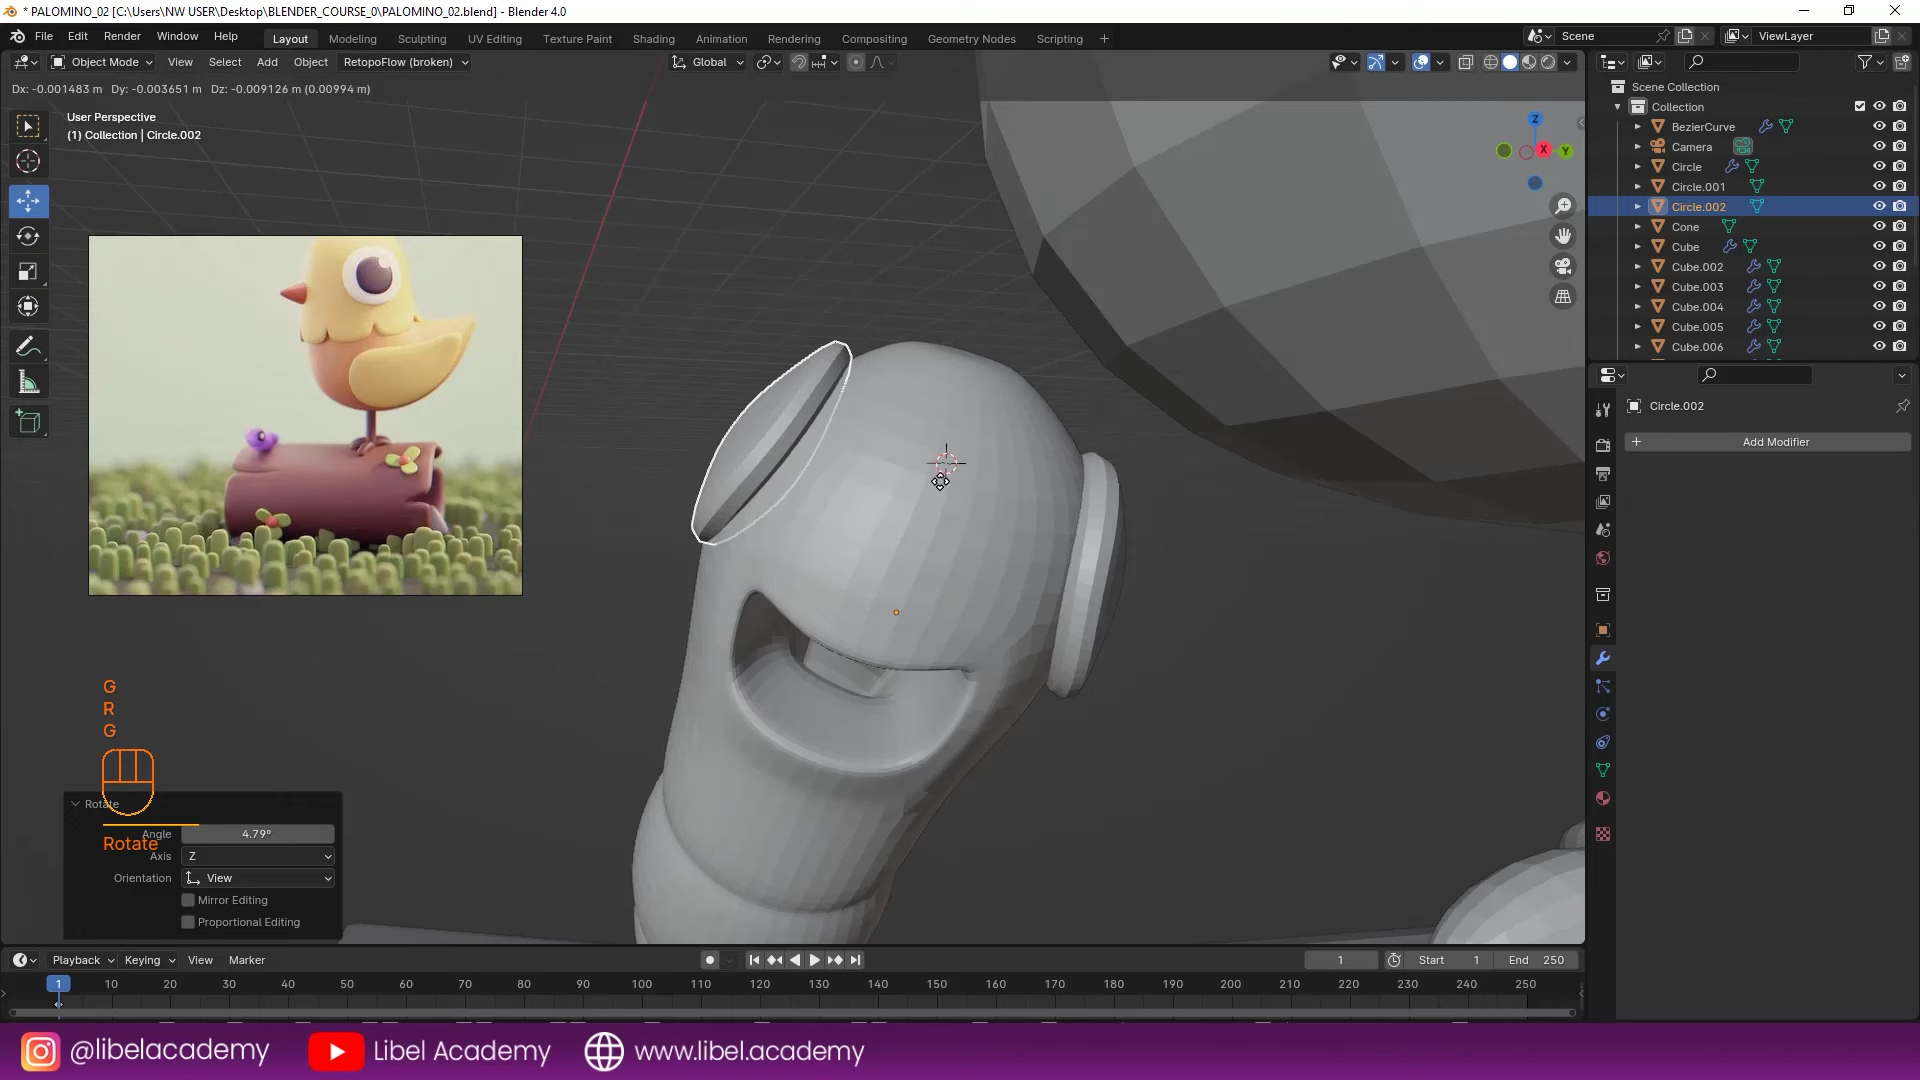 * PALOMINO_02 [C:\Users\NW USER\Desktop\BLENDER_COURSE_0\PALOMINO_02.blend] - Blender 4.0
File Edit Render Window Help
Layout Modeling Sculpting UV Editing Texture Paint Shading Animation Rendering Compositing Geometry Nodes Scripting +
Scene
ViewLayer
Object Mode View Select Add Object RetopoFlow (broken)
Global
Dx: -0.001483 m Dy: -0.003651 m Dz: -0.009126 m (0.00994 m)
User Perspective
(1) Collection | Circle.002
Z
X
Y
Scene Collection
Collection
BezierCurve
Camera
Circle
Circle.001
Circle.002
Cone
Cube
Cube.002
Cube.003
Cube.004
Cube.005
Cube.006
Circle.002
+ Add Modifier
G
R
G
Rotate
Rotate
Angle 4.79°
Axis Z
Orientation View
Mirror Editing
Proportional Editing
Playback Keying View Marker
1
Start 1
End 250
1 10 20 30 40 50 60 70 80 90 100 110 120 130 140 150 160 170 180 190 200 210 220 230 240 250
@libelacademy
Libel Academy
www.libel.academy